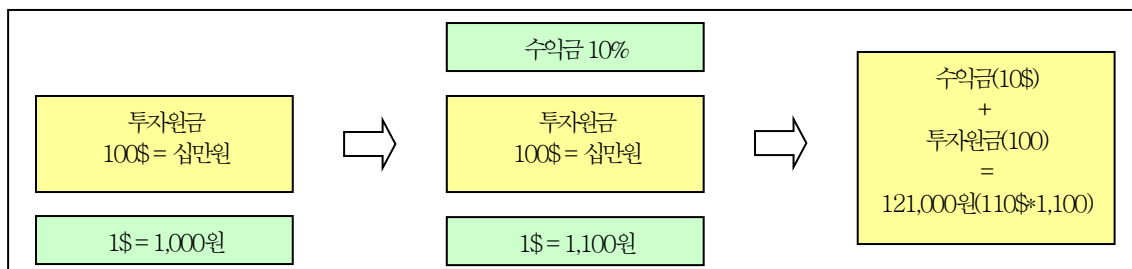 투자원금
100$ = 십만원
1$ = 1,000원
수익금 10%
투자원금
100$ = 십만원
1$ = 1,100원
수익금(10$)
+
투자원금(100)
=
121,000원(110$*1,100)